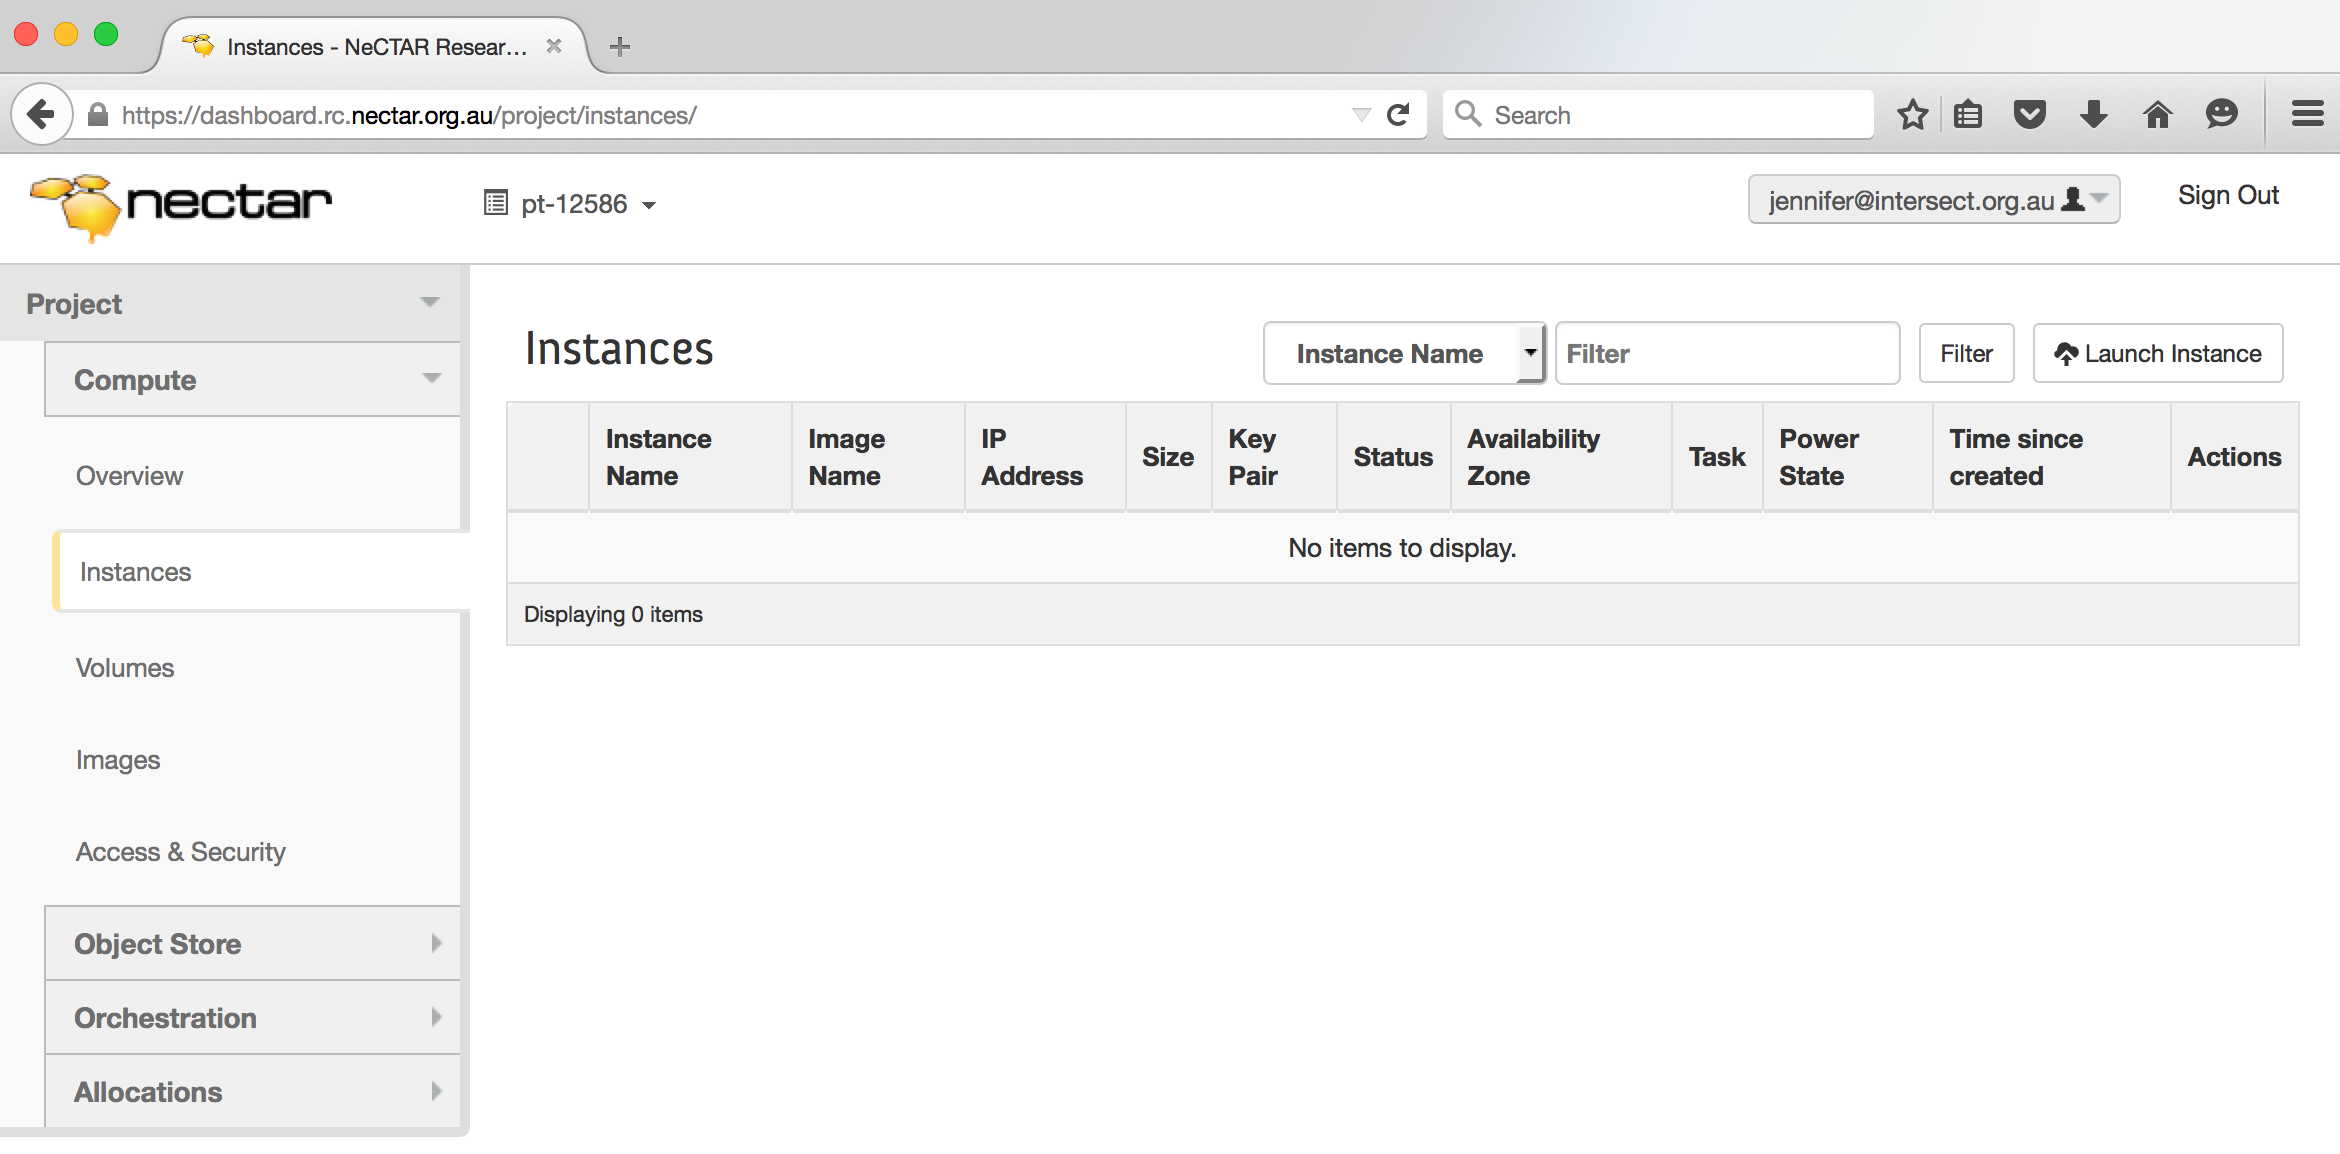 Instances - NeCTAR Resear...
https://dashboard.rc.nectar.org.au/project/instances/
Search
nectar
pt-12586
jennifer@intersect.org.au
Sign Out
Project
Compute
Overview
Instances
Volumes
Images
Access & Security
Object Store
Orchestration
Allocations
Instances
Instance Name
Filter
Filter
Launch Instance
Instance Name
Image Name
IP Address
Size
Key Pair
Status
Availability Zone
Task
Power State
Time since created
Actions
No items to display.
Displaying 0 items